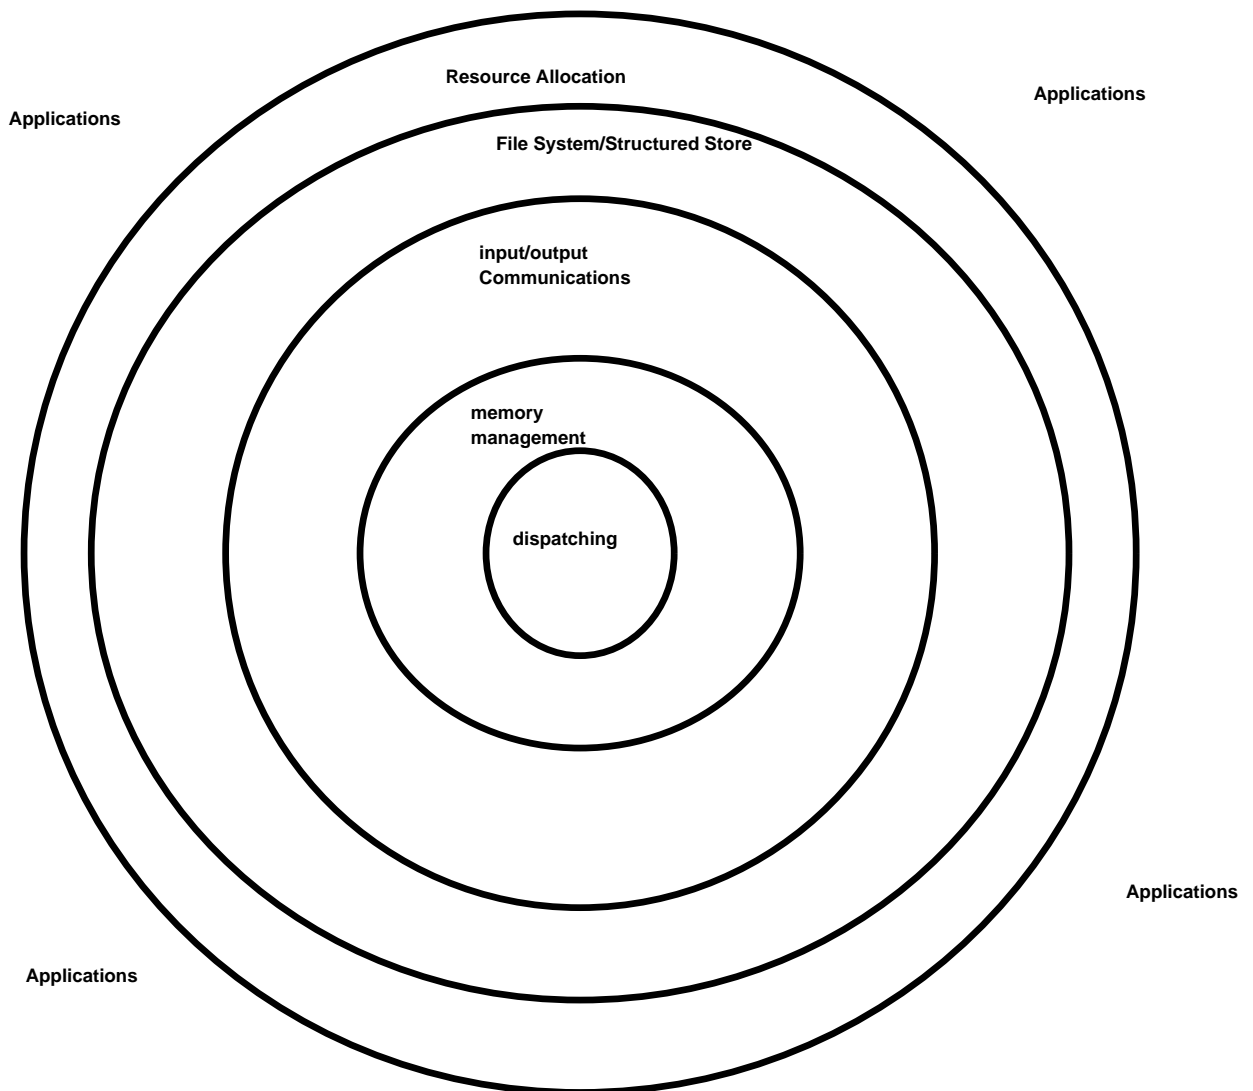 Resource Allocation
Applications
Applications
File System/Structured Store
input/output
Communications
memory
management
dispatching
Applications
Applications